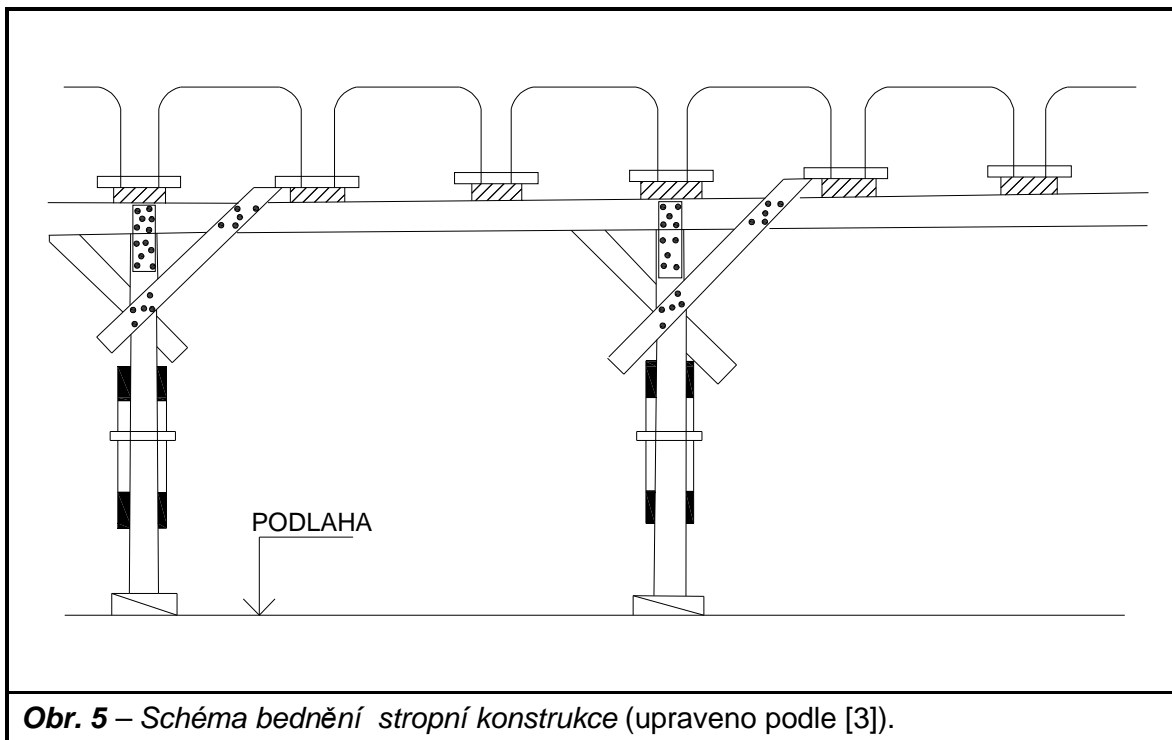 PODLAHA
Obr. 5 – Schéma bednění stropní konstrukce (upraveno podle [3]).